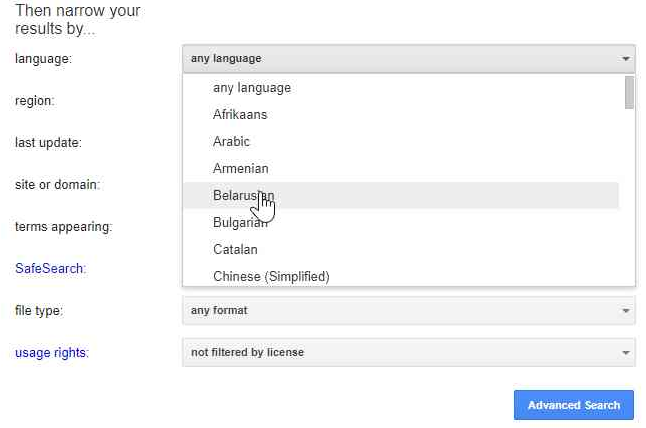 Then narrow your
results by...
language:
any language
any language
region:
Afrikaans
Arabic
last update:
Armenian
site or domain:
Belarusian
terms appearing:
Bulgarian
Catalan
SafeSearch:
Chinese (Simplified)
file type:
any format
usage rights:
not filtered by license
Advanced Search